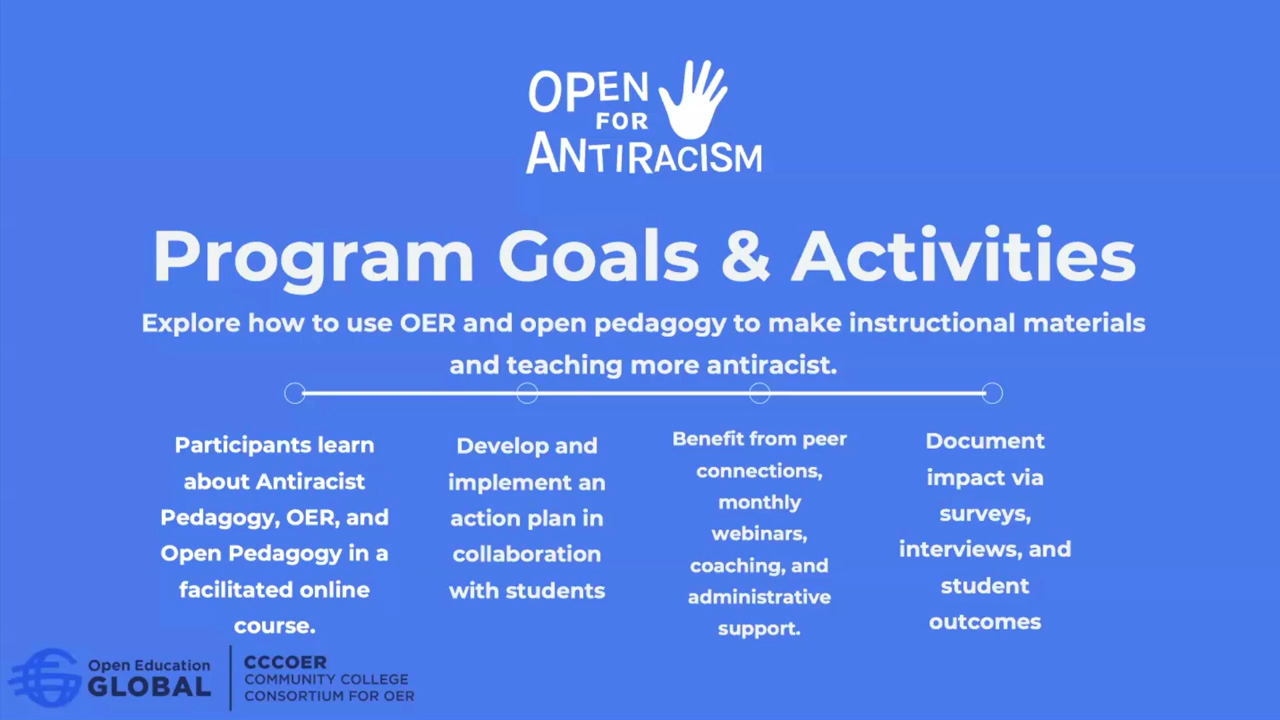 OPEN
FOR
ANTIRACISM
Program Goals & Activities
Explore how to use OER and open pedagogy to make instructional materials
and teaching more antiracist.
Participants learn
about Antiracist
Pedagogy, OER, and
Open Pedagogy in a
facilitated online
course.
Develop and
implement an
action plan in
collaboration
with students
Benefit from peer
connections,
monthly
webinars,
coaching, and
administrative
support.
Document
impact via
surveys,
interviews, and
student
outcomes
Open Education
GLOBAL
CCCOER
COMMUNITY COLLEGE
CONSORTIUM FOR OER